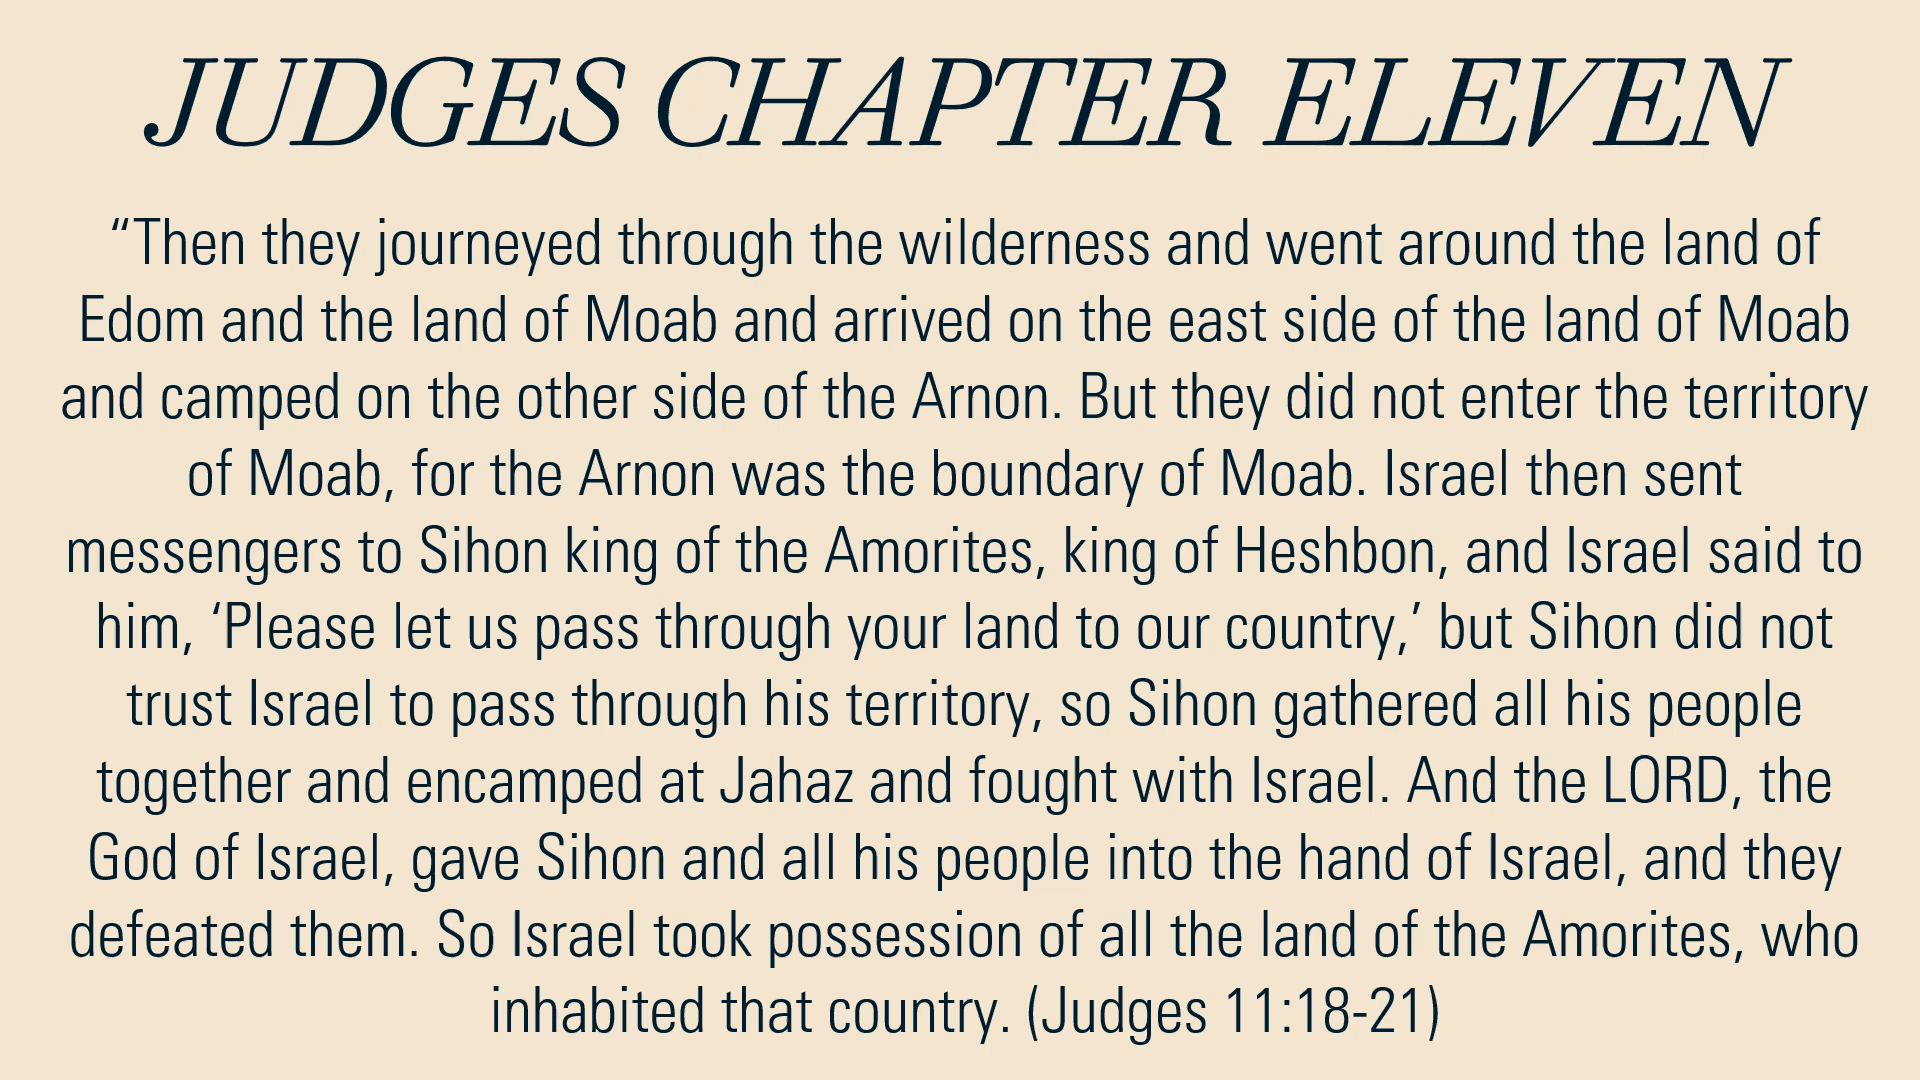 JUDGES CHAPTER ELEVEN
“Then they journeyed through the wilderness and went around the land of
Edom and the land of Moab and arrived on the east side of the land of Moab
and camped on the other side of the Arnon. But they did not enter the territory
of Moab, for the Arnon was the boundary of Moab. Israel then sent
messengers to Sihon king of the Amorites, king of Heshbon, and Israel said to
him, ‘Please let us pass through your land to our country,’ but Sihon did not
trust Israel to pass through his territory, so Sihon gathered all his people
together and encamped at Jahaz and fought with Israel. And the LORD, the
God of Israel, gave Sihon and all his people into the hand of Israel, and they
defeated them. So Israel took possession of all the land of the Amorites, who
inhabited that country. (Judges 11:18-21)